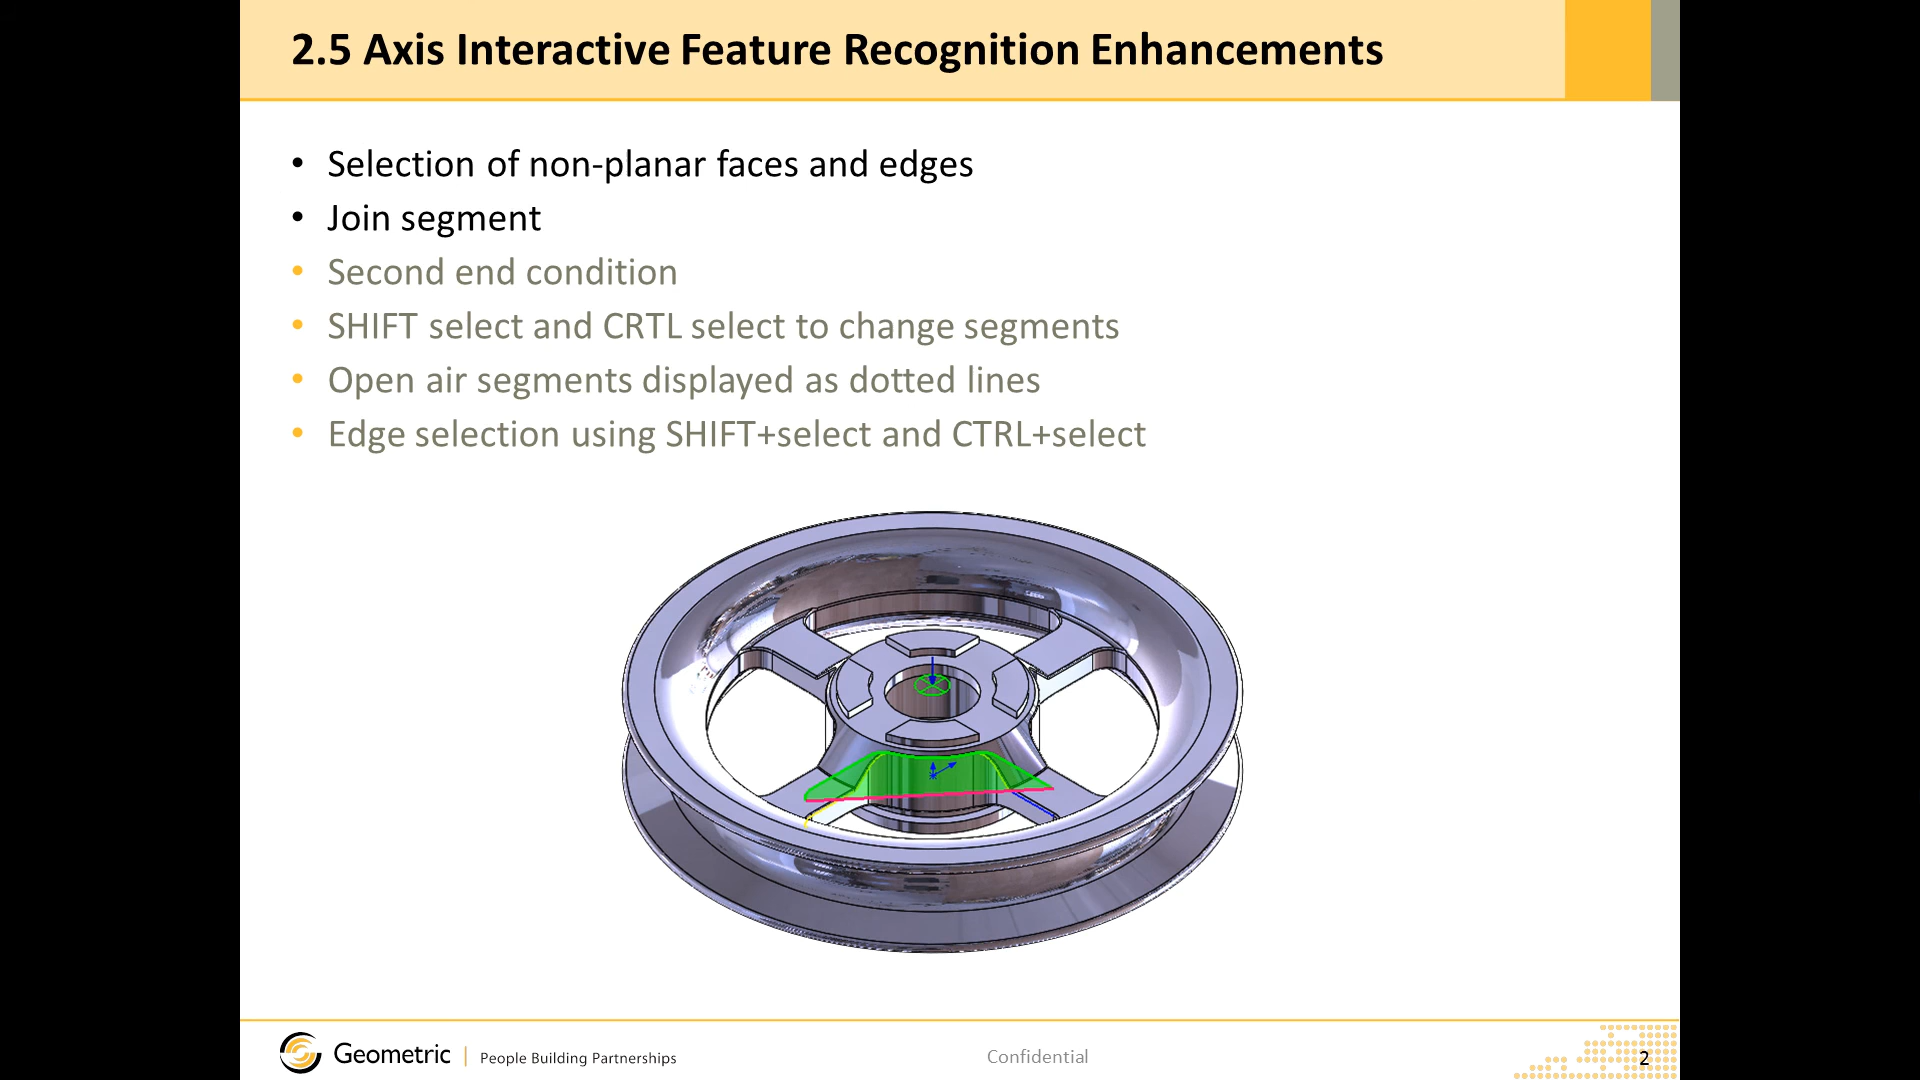 2.5 Axis Interactive Feature Recognition Enhancements
• Selection of non-planar faces and edges
• Join segment
• Second end condition
• SHIFT select and CRTL select to change segments
• Open air segments displayed as dotted lines
• Edge selection using SHIFT+select and CTRL+select
Geometric | People Building Partnerships
Confidential
2